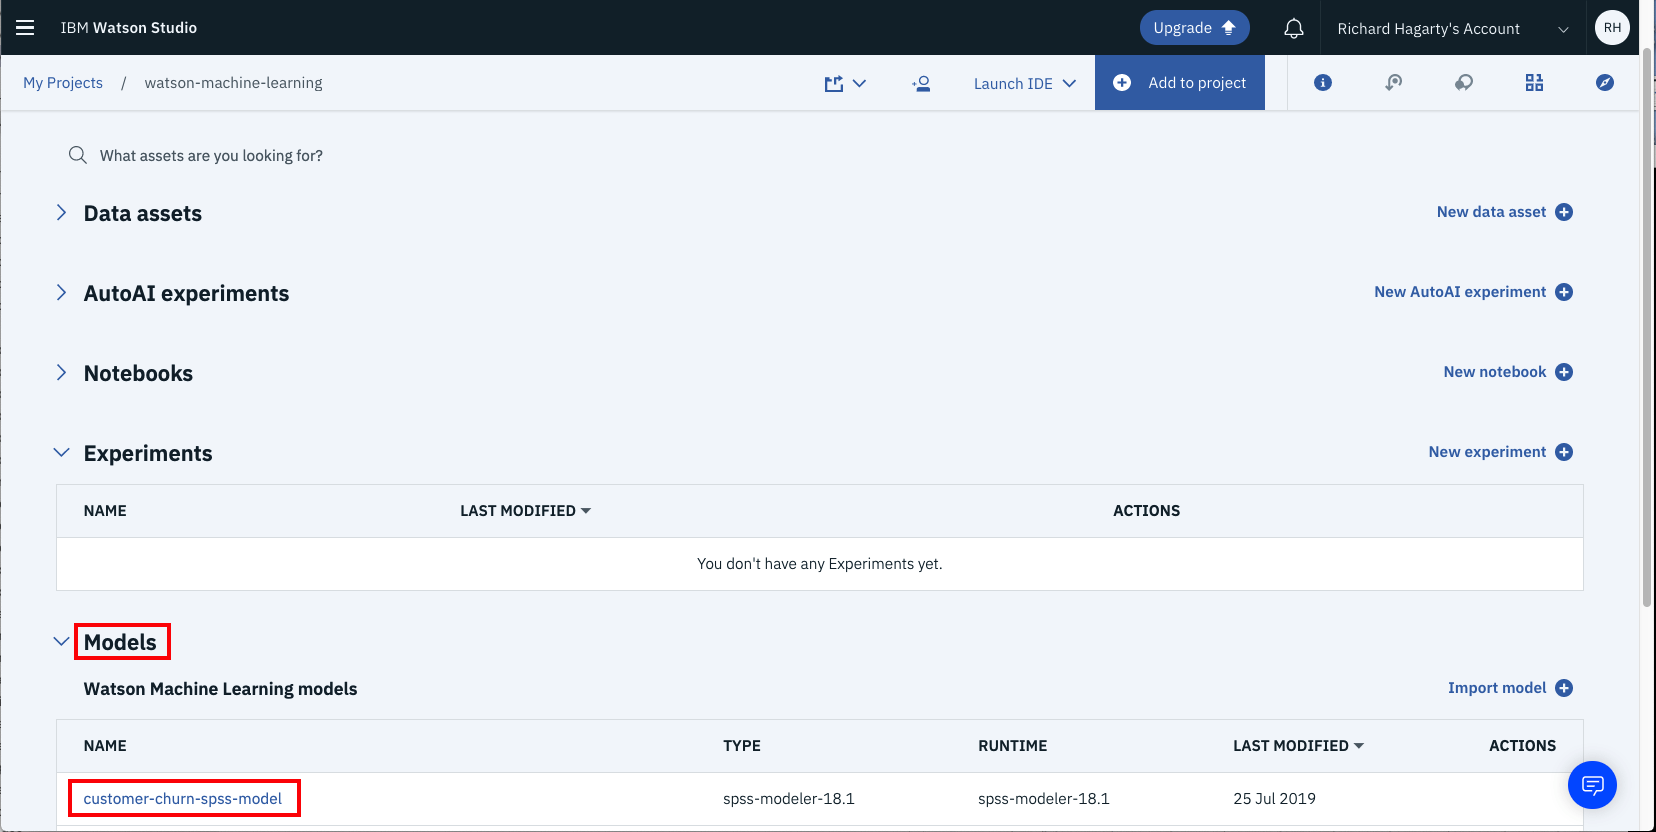 IBM Watson Studio
Upgrade
Richard Hagarty's Account
RH
My Projects / watson-machine-learning
Launch IDE
Add to project
What assets are you looking for?
Data assets
New data asset
AutoAI experiments
New AutoAI experiment
Notebooks
New notebook
Experiments
New experiment
NAME LAST MODIFIED ACTIONS
You don't have any Experiments yet.
Models
Watson Machine Learning models
Import model
NAME TYPE RUNTIME LAST MODIFIED ACTIONS
customer-churn-spss-model spss-modeler-18.1 spss-modeler-18.1 25 Jul 2019